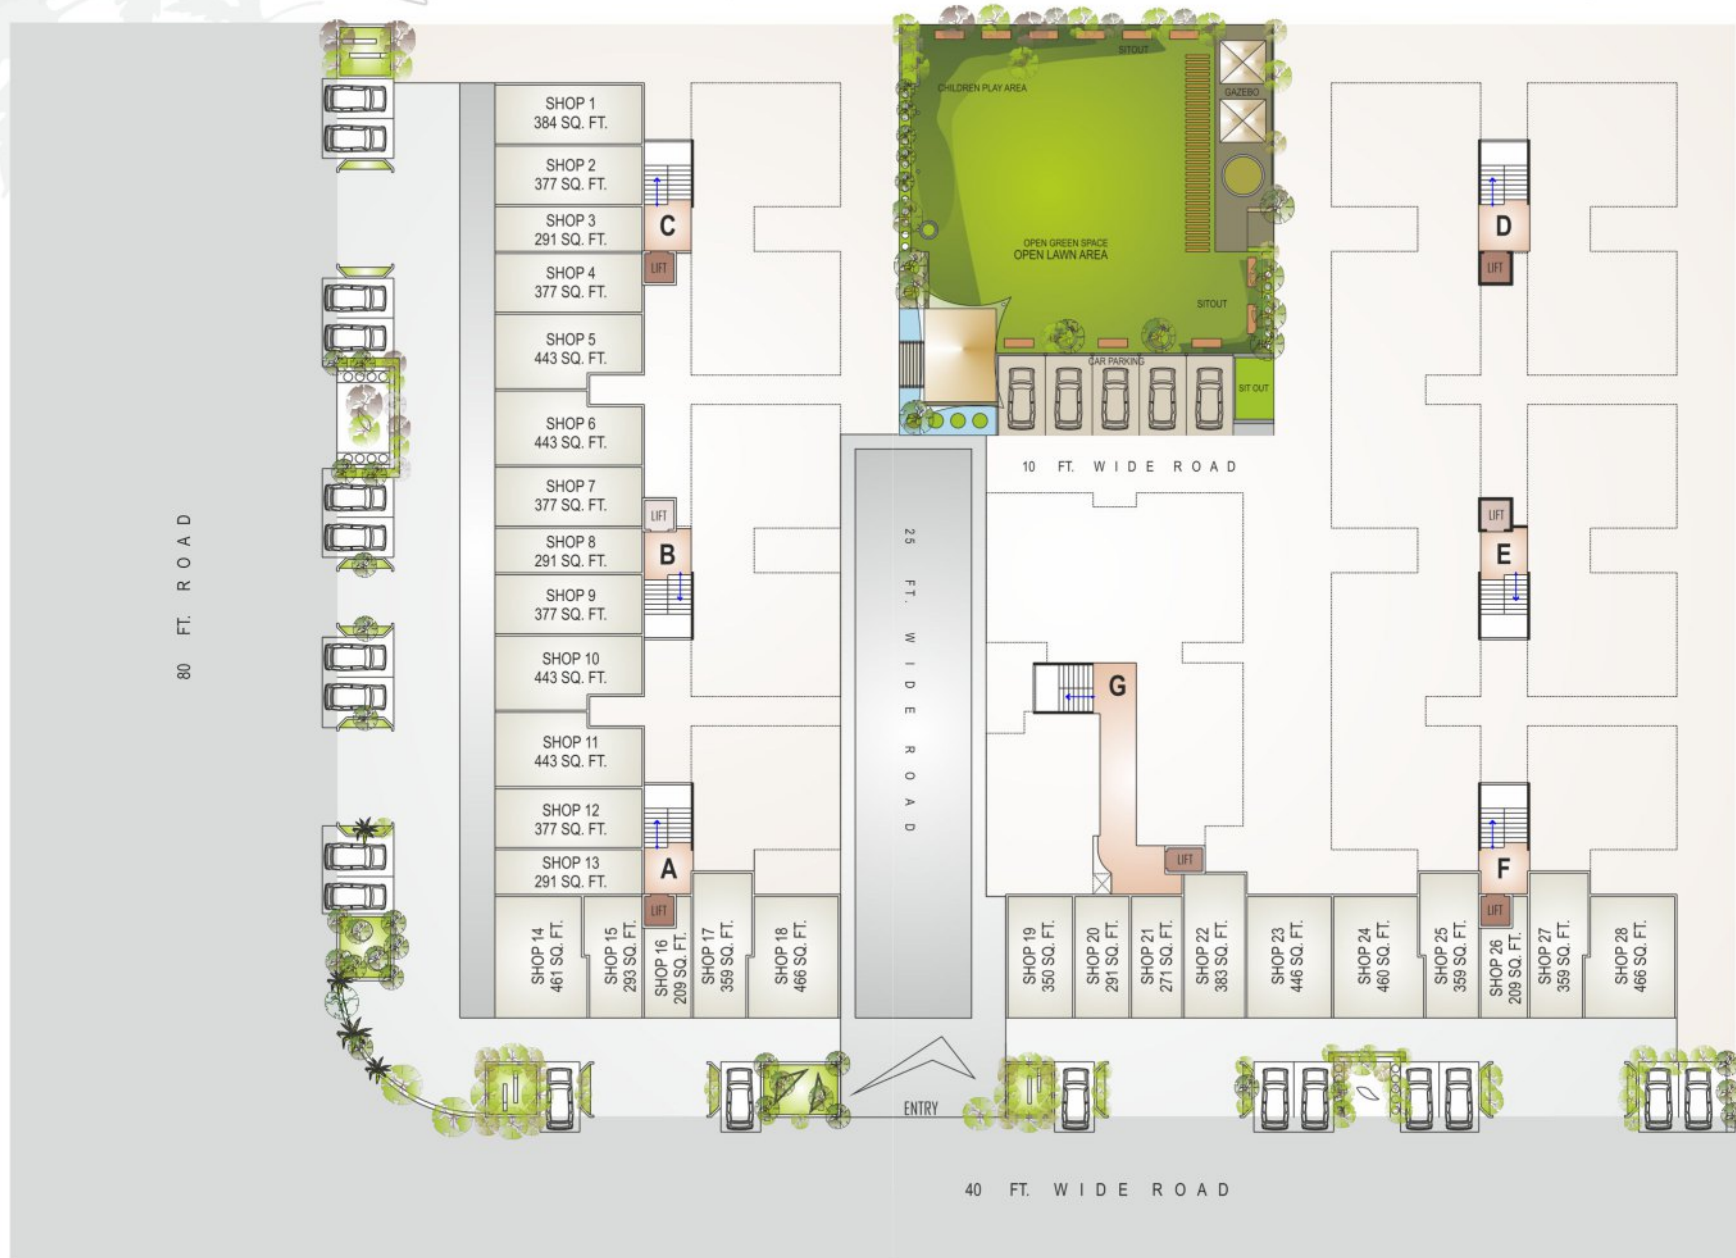 SHOP 1
384 SQ. FT.
SHOP 2
377 SQ. FT.
SHOP 3
291 SQ. FT.
SHOP 4
377 SQ. FT.
SHOP 5
443 SQ. FT.
SHOP 6
443 SQ. FT.
SHOP 7
377 SQ. FT.
SHOP 8
291 SQ. FT.
SHOP 9
377 SQ. FT.
SHOP 10
443 SQ. FT.
SHOP 11
443 SQ. FT.
SHOP 12
377 SQ. FT.
SHOP 13
291 SQ. FT.
SHOP 14
461 SQ. FT.
SHOP 15
293 SQ. FT.
SHOP 16
209 SQ. FT.
SHOP 17
359 SQ. FT.
SHOP 18
466 SQ. FT.
C
LIFT
LIFT
B
A
LIFT
80 FT. ROAD
SITOUT
CHILDREN PLAY AREA
GAZEBO
OPEN GREEN SPACE
OPEN LAWN AREA
SITOUT
CAR PARKING
SIT OUT
10 FT. WIDE ROAD
25 FT. WIDE ROAD
G
LIFT
D
LIFT
LIFT
E
F
LIFT
SHOP 19
350 SQ. FT.
SHOP 20
291 SQ. FT.
SHOP 21
271 SQ. FT.
SHOP 22
383 SQ. FT.
SHOP 23
446 SQ. FT.
SHOP 24
460 SQ. FT.
SHOP 25
359 SQ. FT.
SHOP 26
209 SQ. FT.
SHOP 27
359 SQ. FT.
SHOP 28
466 SQ. FT.
ENTRY
40 FT. WIDE ROAD